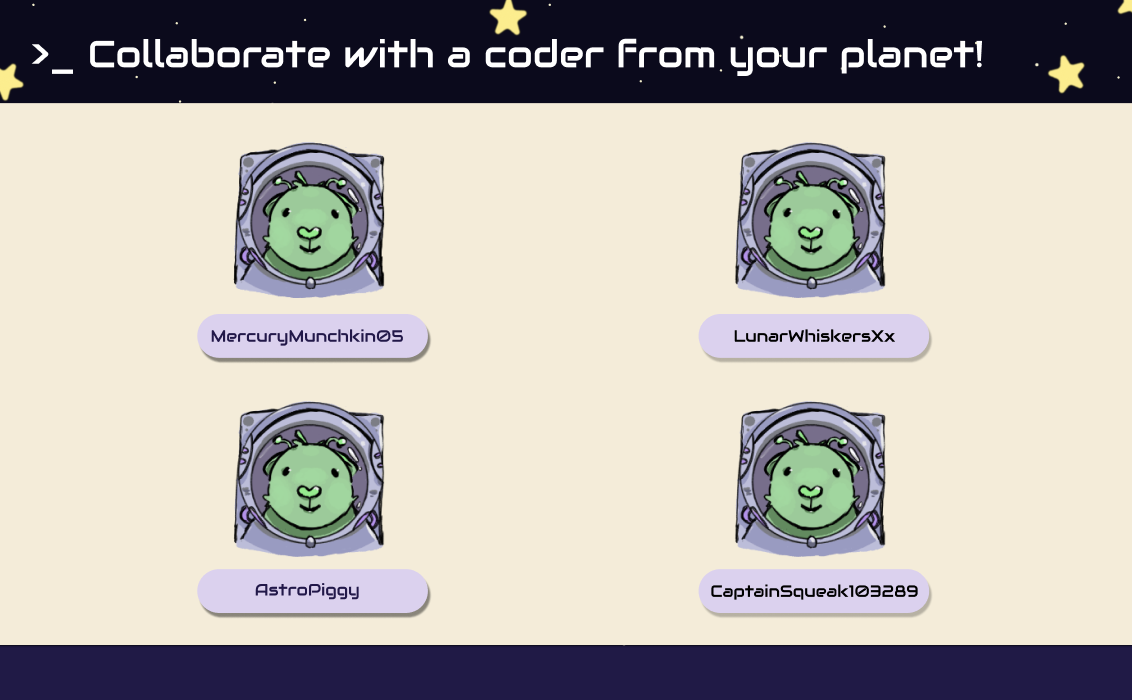 >_ Collaborate with a coder from your planet!
MercuryMunchkin05
LunarWhiskersXx
AstroPiggy
CaptainSqueak103289